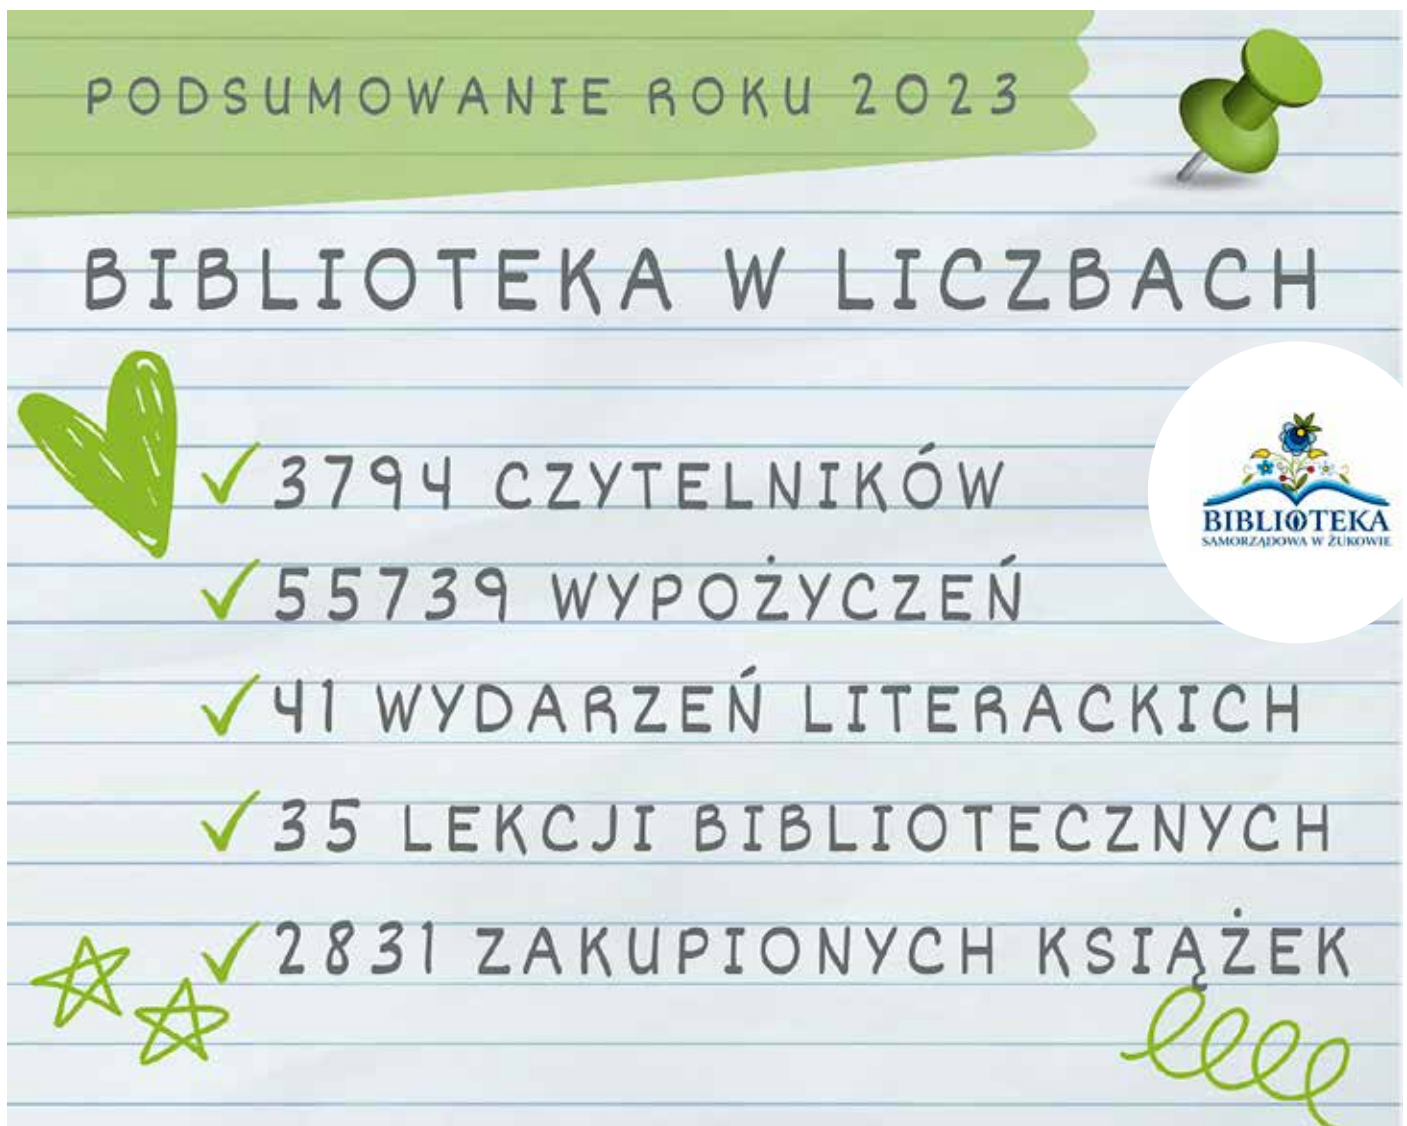 PODSUMOWANIE ROKU 2023
BIBLIOTEKA W LICZBACH
3794 CZYTELNIKÓW
BIBLIOTEKA
SAMORZĄDOWA W ŻUKOWIE
55739 WYPOŻYCZEŃ
41 WYDARZEŃ LITERACKICH
35 LEKCJI BIBLIOTECZNYCH
2831 ZAKUPIONYCH KSIĄŻEK